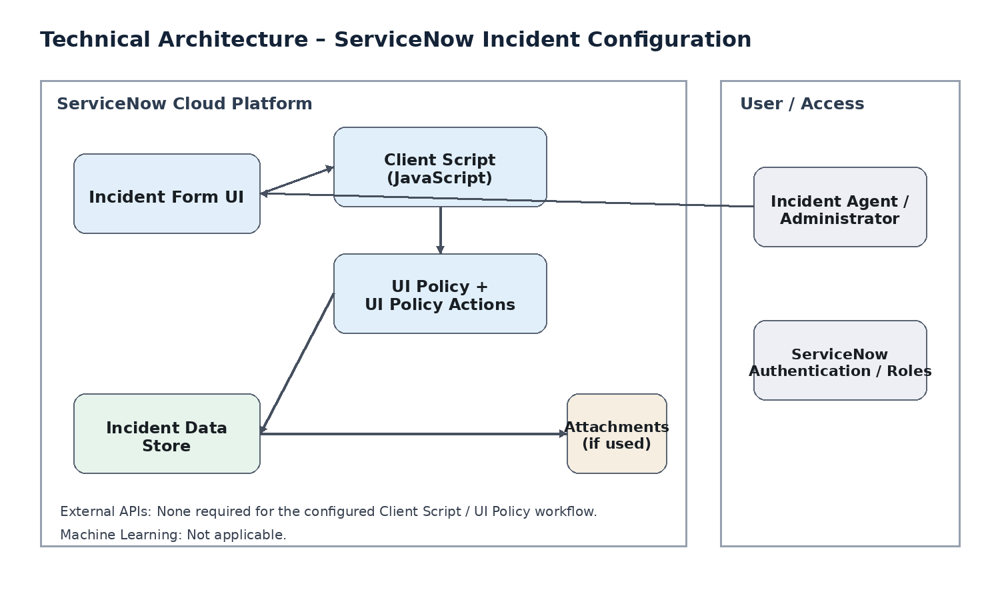 Technical Architecture – ServiceNow Incident Configuration
ServiceNow Cloud Platform
User / Access
Client Script
(JavaScript)
Incident Form UI
Incident Agent /
Administrator
UI Policy +
UI Policy Actions
ServiceNow
Authentication / Roles
Incident Data
Store
Attachments
(if used)
External APIs: None required for the configured Client Script / UI Policy workflow.
Machine Learning: Not applicable.